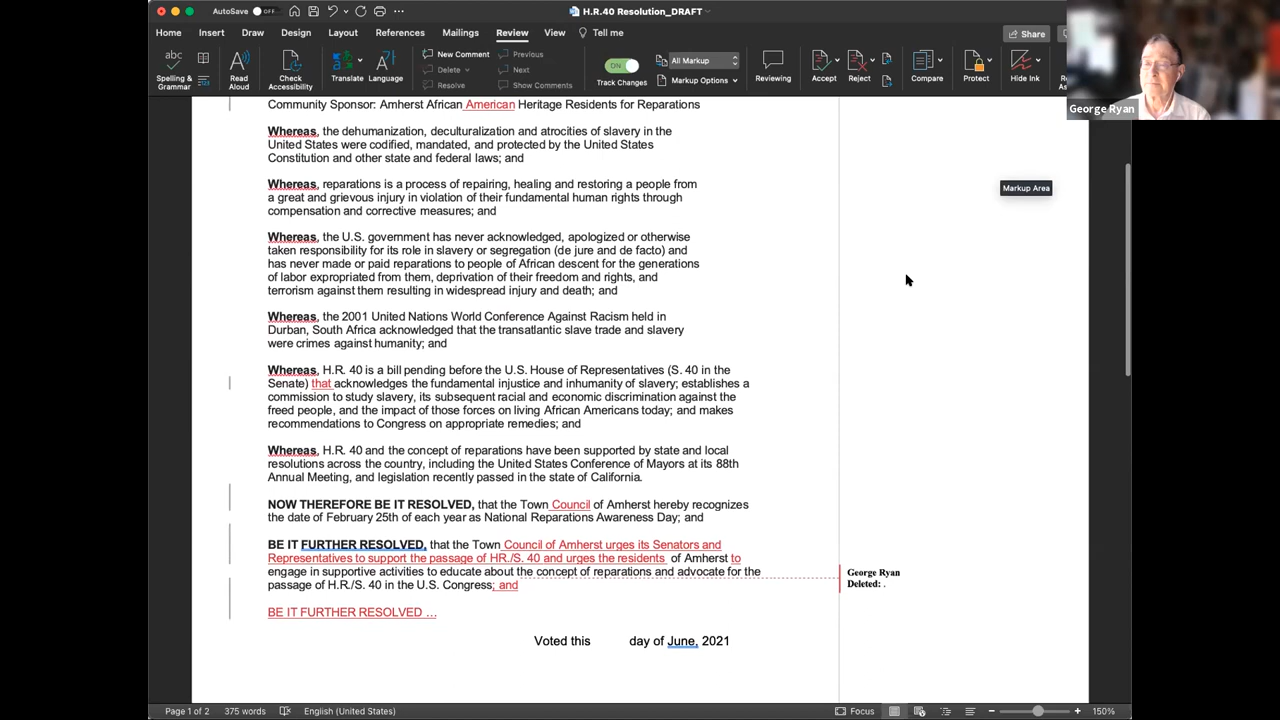 AutoSave OFF
H.R.40 Resolution_DRAFT
Home Insert Draw Design Layout References Mailings Review View Tell me
Share
abc
Spelling & Grammar
Read Aloud
Check Accessibility
Translate
Language
New Comment
Delete
Resolve
Previous
Next
Show Comments
ON
Track Changes
All Markup
Markup Options
Reviewing
Accept
Reject
Compare
Protect
Hide Ink
George Ryan
Community Sponsor: Amherst African American Heritage Residents for Reparations
Whereas, the dehumanization, deculturalization and atrocities of slavery in the
United States were codified, mandated, and protected by the United States
Constitution and other state and federal laws; and
Whereas, reparations is a process of repairing, healing and restoring a people from
a great and grievous injury in violation of their fundamental human rights through
compensation and corrective measures; and
Markup Area
Whereas, the U.S. government has never acknowledged, apologized or otherwise
taken responsibility for its role in slavery or segregation (de jure and de facto) and
has never made or paid reparations to people of African descent for the generations
of labor expropriated from them, deprivation of their freedom and rights, and
terrorism against them resulting in widespread injury and death; and
Whereas, the 2001 United Nations World Conference Against Racism held in
Durban, South Africa acknowledged that the transatlantic slave trade and slavery
were crimes against humanity; and
Whereas, H.R. 40 is a bill pending before the U.S. House of Representatives (S. 40 in the
Senate) that acknowledges the fundamental injustice and inhumanity of slavery; establishes a
commission to study slavery, its subsequent racial and economic discrimination against the
freed people, and the impact of those forces on living African Americans today; and makes
recommendations to Congress on appropriate remedies; and
Whereas, H.R. 40 and the concept of reparations have been supported by state and local
resolutions across the country, including the United States Conference of Mayors at its 88th
Annual Meeting, and legislation recently passed in the state of California.
NOW THEREFORE BE IT RESOLVED, that the Town Council of Amherst hereby recognizes
the date of February 25th of each year as National Reparations Awareness Day; and
BE IT FURTHER RESOLVED, that the Town Council of Amherst urges its Senators and
Representatives to support the passage of HR./S. 40 and urges the residents of Amherst to
engage in supportive activities to educate about the concept of reparations and advocate for the
passage of H.R./S. 40 in the U.S. Congress; and
George Ryan
Deleted: .
BE IT FURTHER RESOLVED …
Voted this day of June, 2021
Page 1 of 2 375 words English (United States) Focus 150%